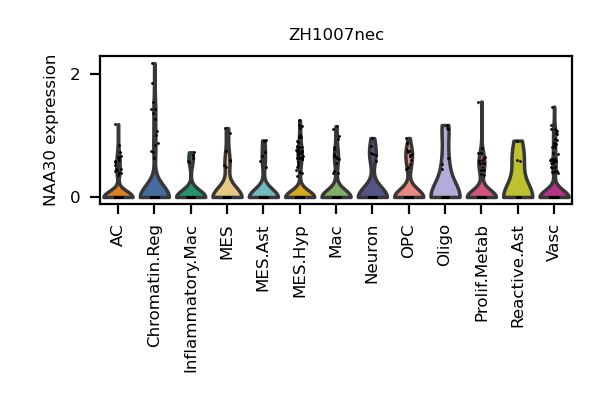 ZH1007nec
NAA30 expression
2
0
AC
Chromatin.Reg
Inflammatory.Mac
MES
MES.Ast
MES.Hyp
Mac
Neuron
OPC
Oligo
Prolif.Metab
Reactive.Ast
Vasc